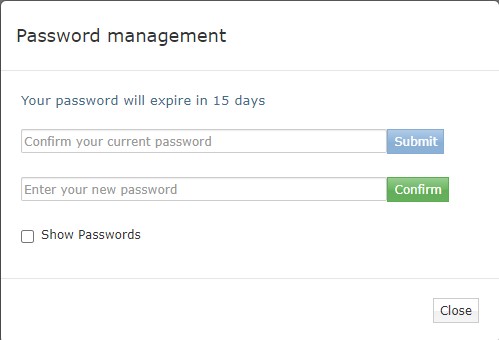 Password management
Your password will expire in 15 days
Confirm your current password Submit
Enter your new password Confirm
Show Passwords
Close